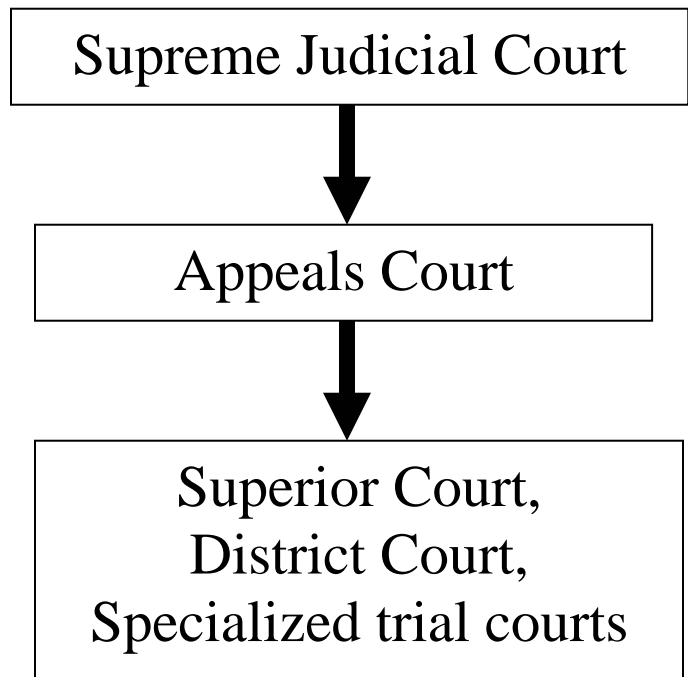 Supreme Judicial Court
Appeals Court
Superior Court,
District Court,
Specialized trial courts